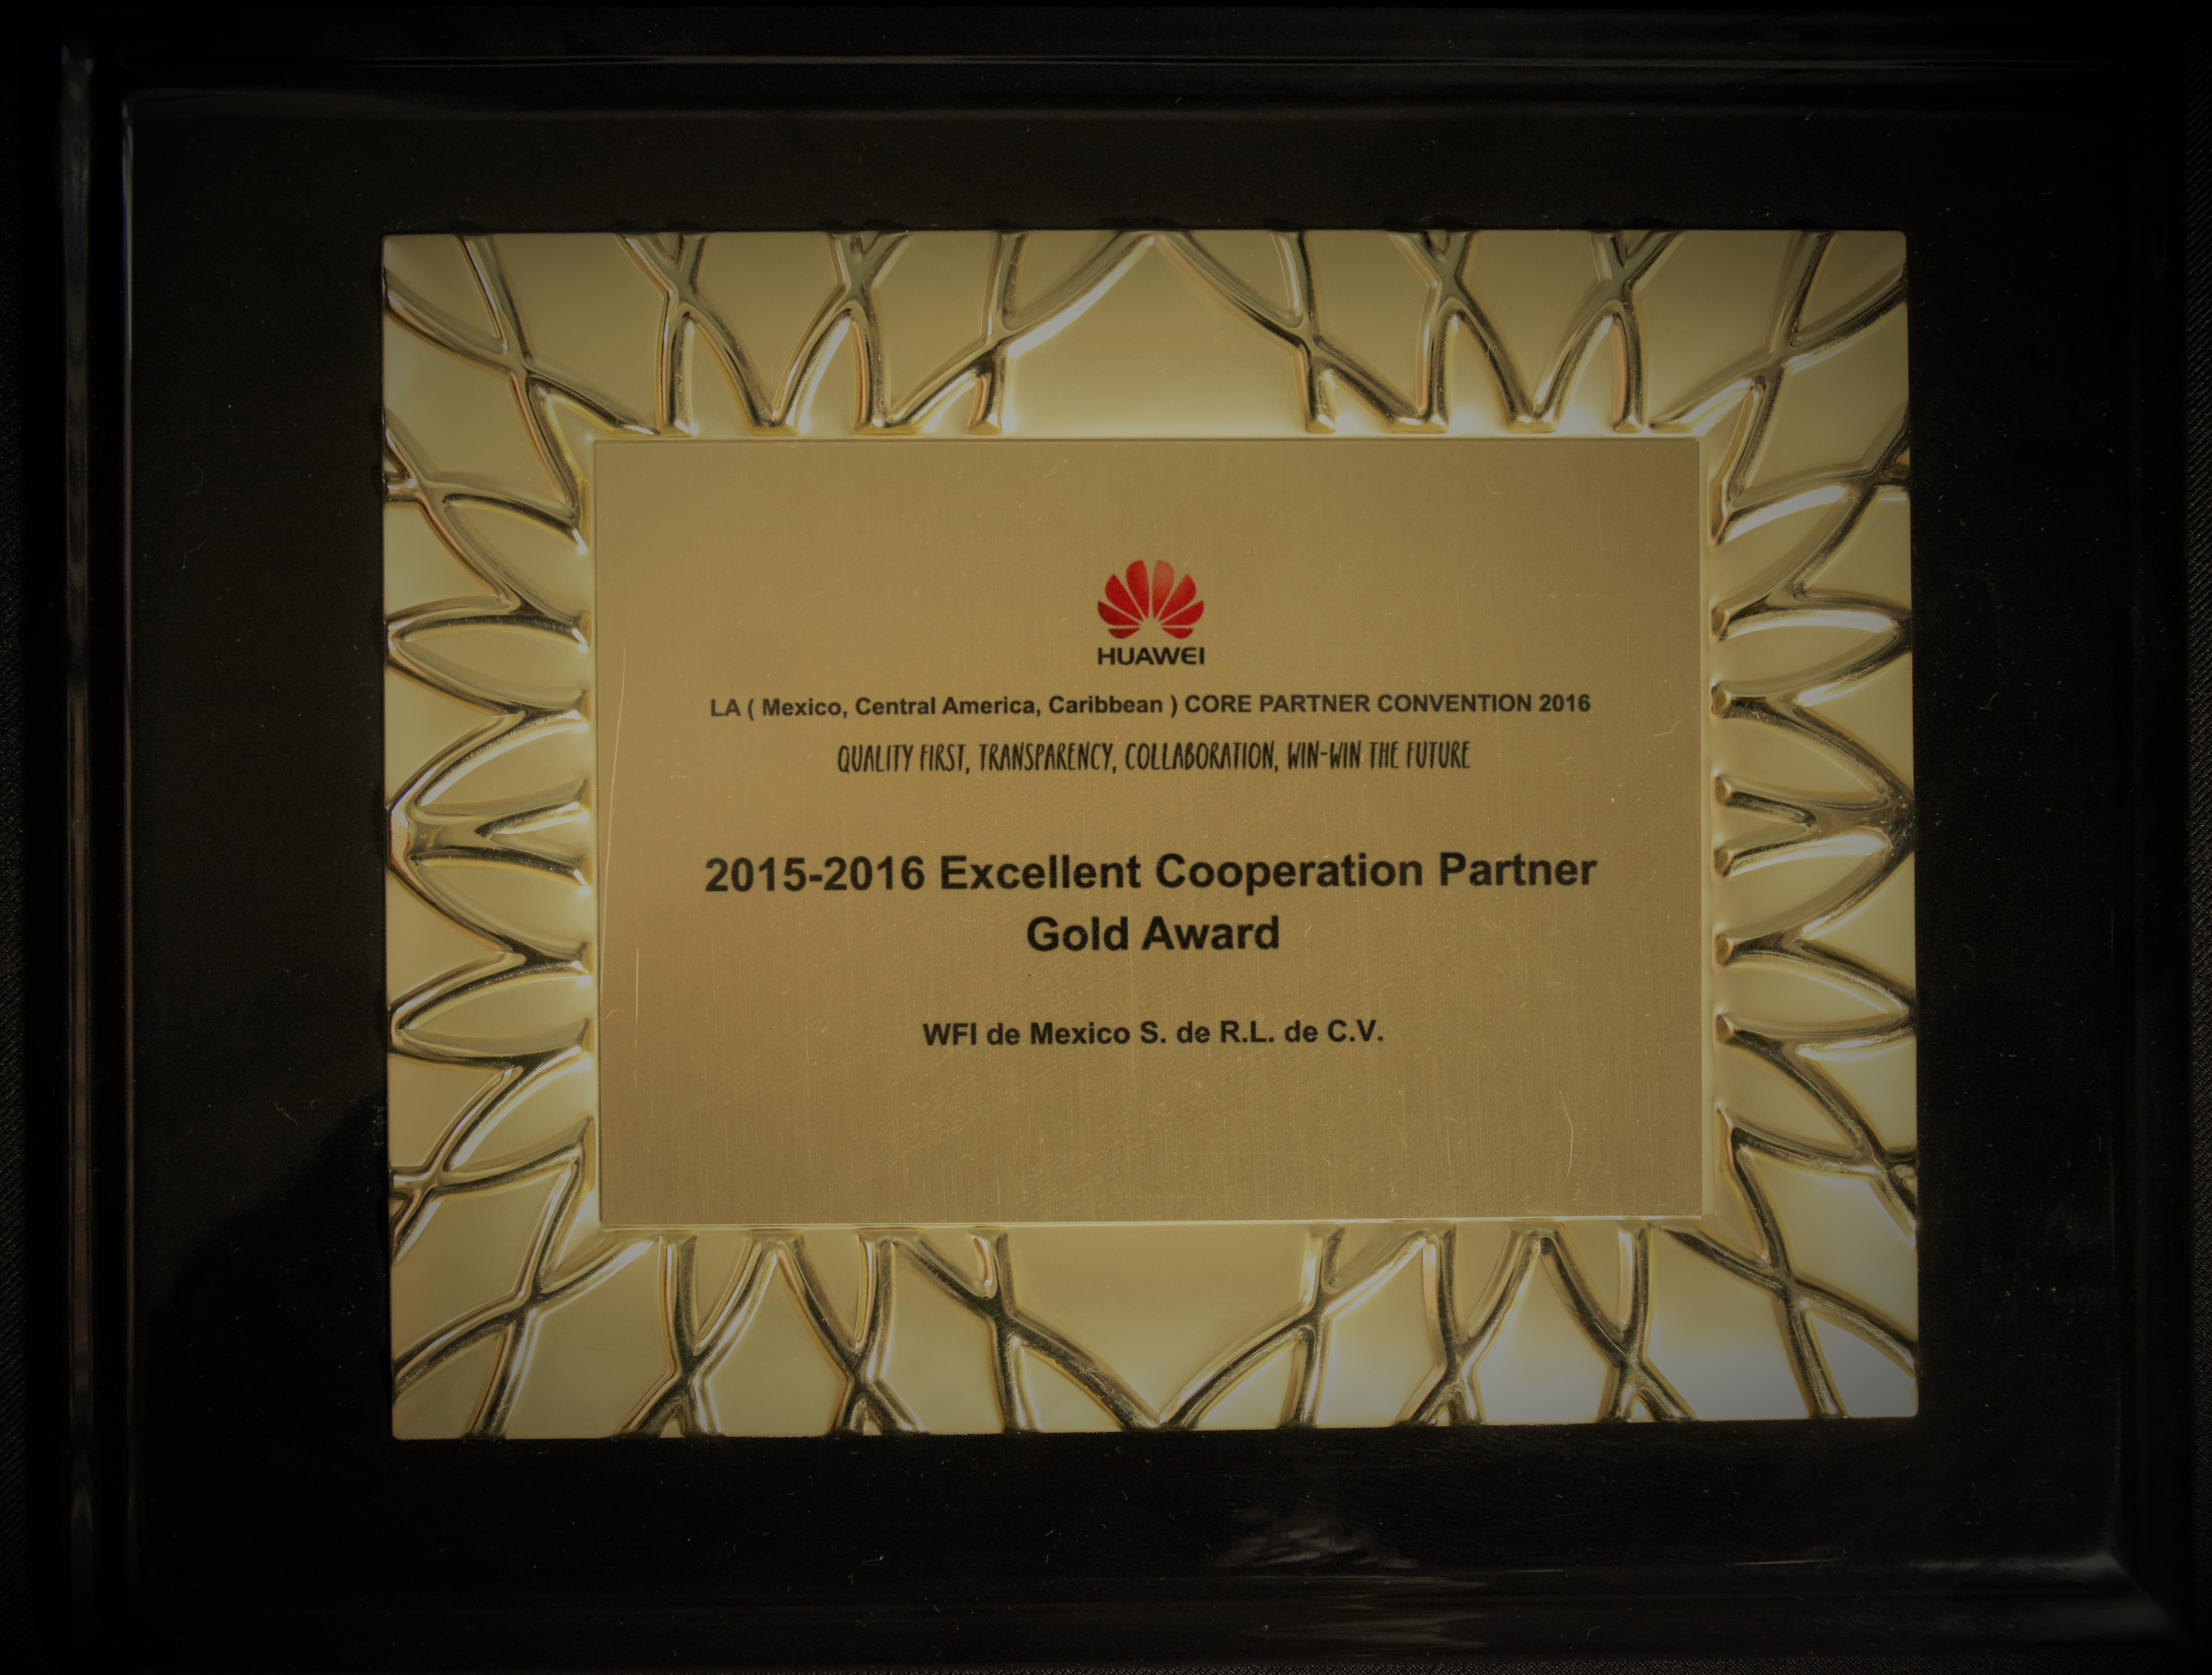 HUAWEI
LA ( Mexico, Central America, Caribbean ) CORE PARTNER CONVENTION 2016
QUALITY FIRST, TRANSPARENCY, COLLABORATION, WIN-WIN THE FUTURE
2015-2016 Excellent Cooperation Partner
Gold Award
WFI de Mexico S. de R.L. de C.V.